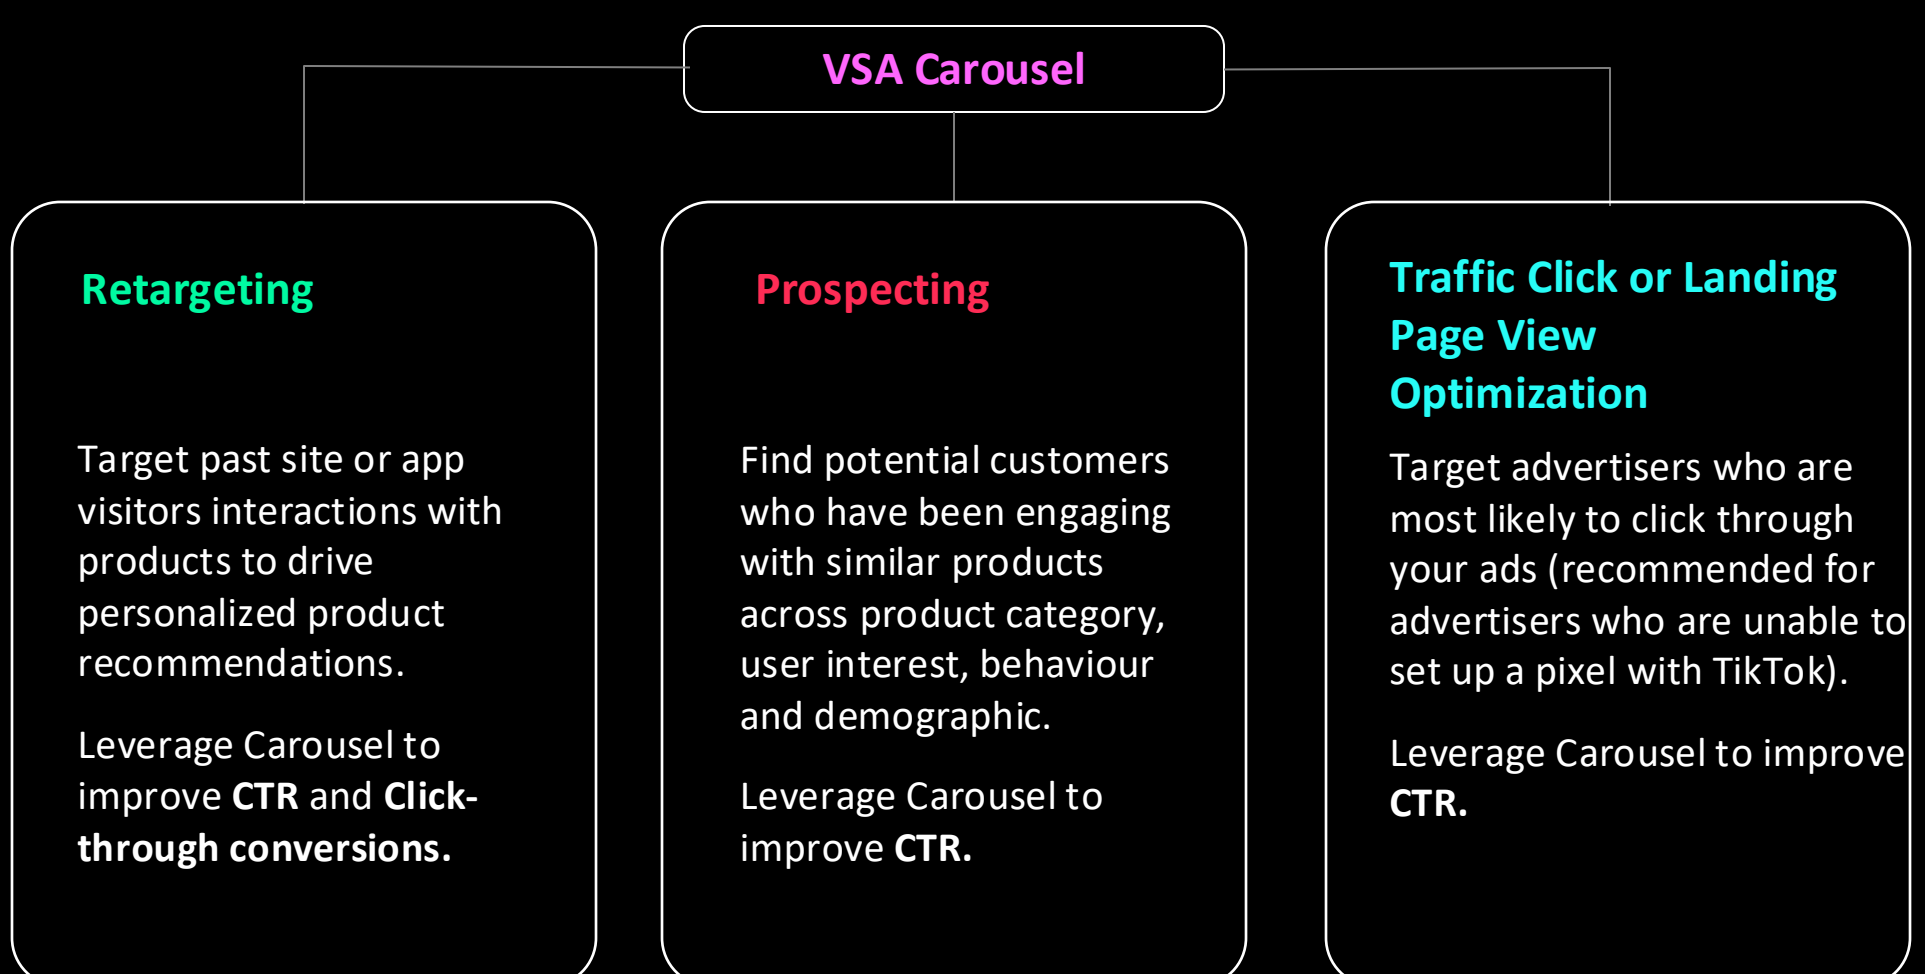 VSA Carousel
Retargeting
Target past site or app
visitors interactions with
products to drive
personalized product
recommendations.
Leverage Carousel to
improve CTR and Click-
through conversions.
Prospecting
Find potential customers
who have been engaging
with similar products
across product category,
user interest, behaviour
and demographic.
Leverage Carousel to
improve CTR.
Traffic Click or Landing
Page View
Optimization
Target advertisers who are
most likely to click through
your ads (recommended for
advertisers who are unable to
set up a pixel with TikTok).
Leverage Carousel to improve
CTR.